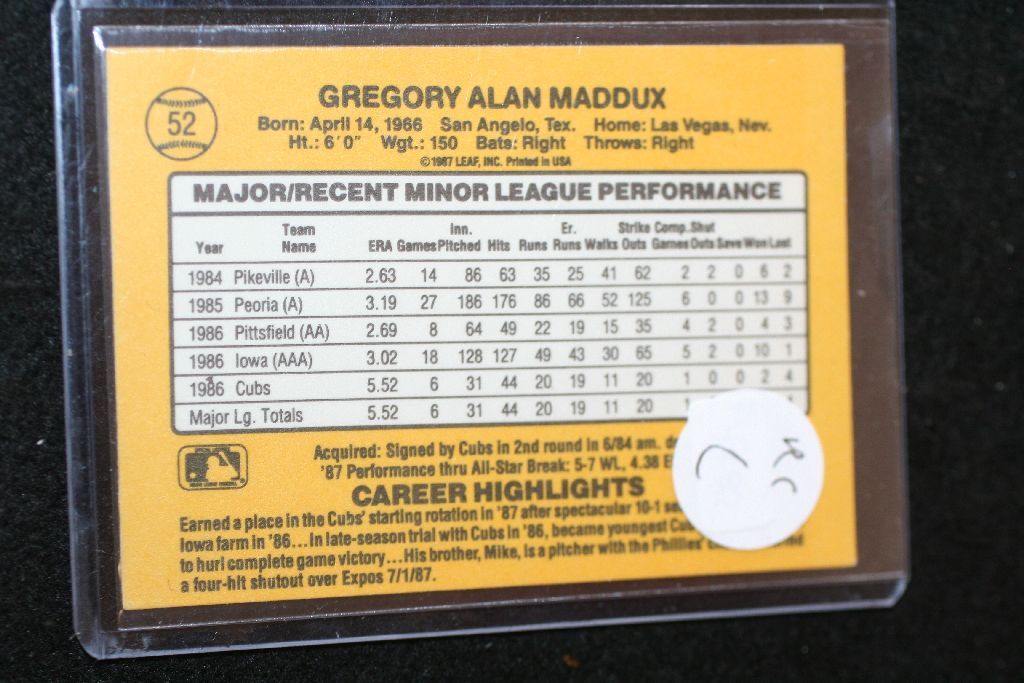 52
GREGORY ALAN MADDUX
Born: April 14, 1966 San Angelo, Tex. Home: Las Vegas, Nev.
Ht.: 6'0" Wgt.: 150 Bats: Right Throws: Right
©1987 LEAF, INC. Printed in USA
MAJOR/RECENT MINOR LEAGUE PERFORMANCE
Team Inn. Er. Strike Comp. Shut
Year Name ERA Games Pitched Hits Runs Runs Walks Outs Games Outs Save Won Lost
1984 Pikeville (A) 2.63 14 86 63 35 25 41 62 2 2 0 6 2
1985 Peoria (A) 3.19 27 186 176 86 66 52 125 6 0 0 13 9
1986 Pittsfield (AA) 2.69 8 64 49 22 19 15 35 4 2 0 4 3
1986 Iowa (AAA) 3.02 18 128 127 49 43 30 65 5 2 0 10 1
1986 Cubs 5.52 6 31 44 20 19 11 20 1 0 0 2 4
Major Lg. Totals 5.52 6 31 44 20 19 11 20
Acquired: Signed by Cubs in 2nd round in 6/84 am.
'87 Performance thru All-Star Break: 5-7 WL, 4.38
CAREER HIGHLIGHTS
Earned a place in the Cubs' starting rotation in '87 after spectacular 10-1
Iowa farm in '86...In late-season trial with Cubs in '86, became youngest
to hurl complete game victory...His brother, Mike, is a pitcher with the Phillies'
a four-hit shutout over Expos 7/1/87.